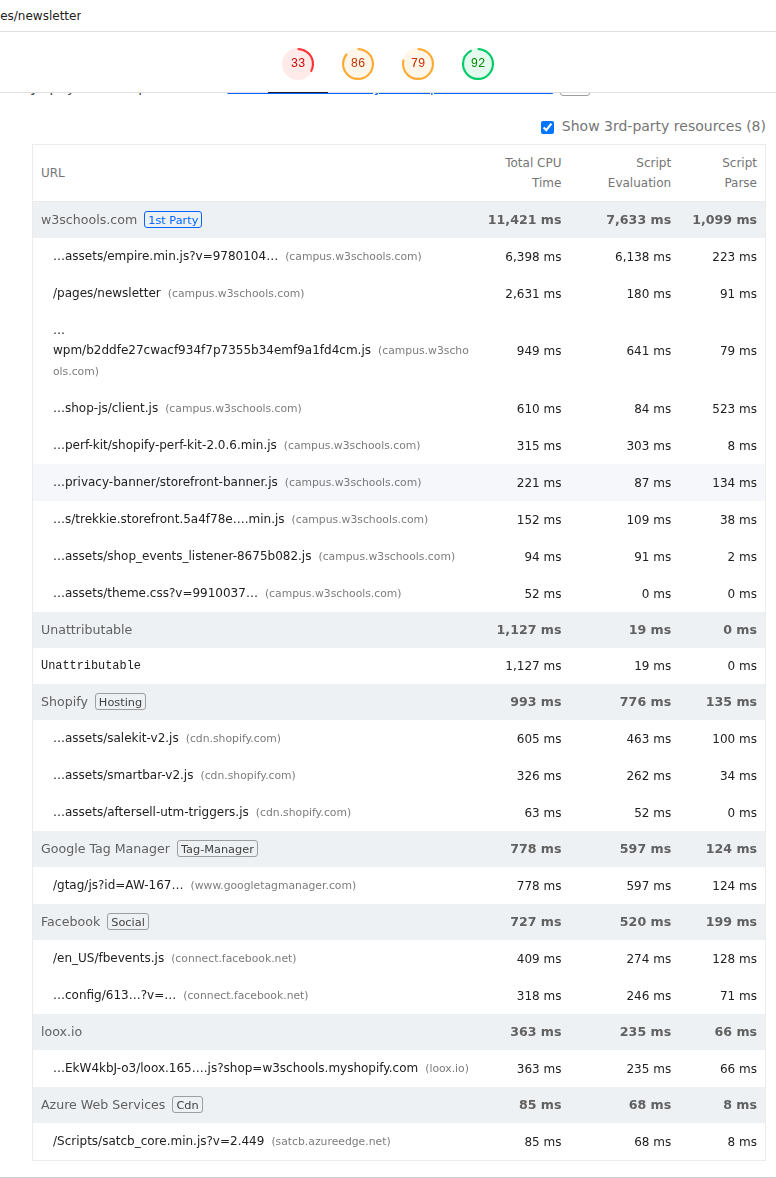 es/newsletter
33 86 79 92
Show 3rd-party resources (8)
URL Total CPU Time Script Evaluation Script Parse
w3schools.com 1st Party 11,421 ms 7,633 ms 1,099 ms
…assets/empire.min.js?v=9780104… (campus.w3schools.com) 6,398 ms 6,138 ms 223 ms
/pages/newsletter (campus.w3schools.com) 2,631 ms 180 ms 91 ms
…
wpm/b2ddfe27cwacf934f7p7355b34emf9a1fd4cm.js (campus.w3scho 949 ms 641 ms 79 ms
ols.com)
…shop-js/client.js (campus.w3schools.com) 610 ms 84 ms 523 ms
…perf-kit/shopify-perf-kit-2.0.6.min.js (campus.w3schools.com) 315 ms 303 ms 8 ms
…privacy-banner/storefront-banner.js (campus.w3schools.com) 221 ms 87 ms 134 ms
…s/trekkie.storefront.5a4f78e….min.js (campus.w3schools.com) 152 ms 109 ms 38 ms
…assets/shop_events_listener-8675b082.js (campus.w3schools.com) 94 ms 91 ms 2 ms
…assets/theme.css?v=9910037… (campus.w3schools.com) 52 ms 0 ms 0 ms
Unattributable 1,127 ms 19 ms 0 ms
Unattributable 1,127 ms 19 ms 0 ms
Shopify Hosting 993 ms 776 ms 135 ms
…assets/salekit-v2.js (cdn.shopify.com) 605 ms 463 ms 100 ms
…assets/smartbar-v2.js (cdn.shopify.com) 326 ms 262 ms 34 ms
…assets/aftersell-utm-triggers.js (cdn.shopify.com) 63 ms 52 ms 0 ms
Google Tag Manager Tag-Manager 778 ms 597 ms 124 ms
/gtag/js?id=AW-167… (www.googletagmanager.com) 778 ms 597 ms 124 ms
Facebook Social 727 ms 520 ms 199 ms
/en_US/fbevents.js (connect.facebook.net) 409 ms 274 ms 128 ms
…config/613…?v=… (connect.facebook.net) 318 ms 246 ms 71 ms
loox.io 363 ms 235 ms 66 ms
…EkW4kbJ-o3/loox.165….js?shop=w3schools.myshopify.com (loox.io) 363 ms 235 ms 66 ms
Azure Web Services Cdn 85 ms 68 ms 8 ms
/Scripts/satcb_core.min.js?v=2.449 (satcb.azureedge.net) 85 ms 68 ms 8 ms